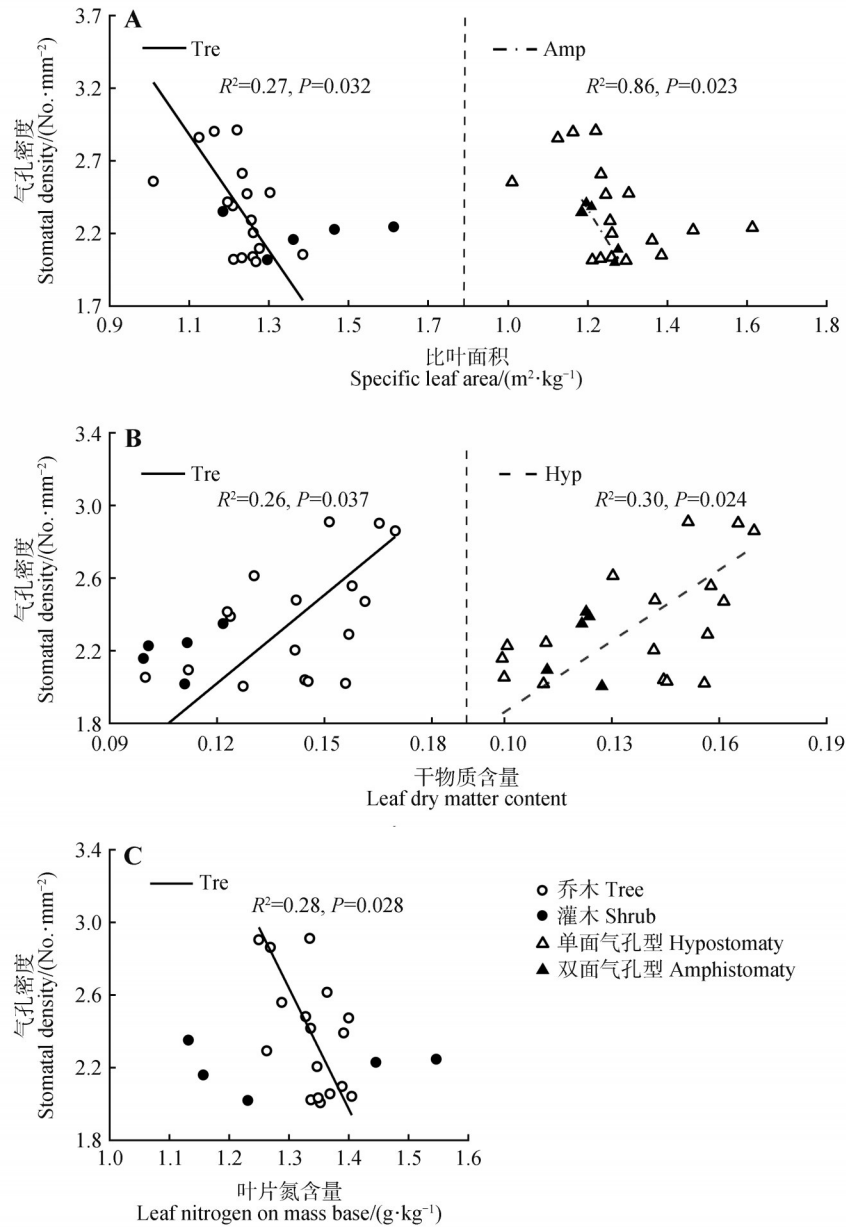 A
Tre
R²=0.27, P=0.032
Amp
R²=0.86, P=0.023
气孔密度
Stomatal density/(No.·mm⁻²)
3.7
3.2
2.7
2.2
1.7
0.9 1.1 1.3 1.5 1.7 1.0 1.2 1.4 1.6 1.8
比叶面积
Specific leaf area/(m²·kg⁻¹)
B
Tre
R²=0.26, P=0.037
Hyp
R²=0.30, P=0.024
气孔密度
Stomatal density/(No.·mm⁻²)
3.4
3.0
2.6
2.2
1.8
0.09 0.12 0.15 0.18 0.10 0.13 0.16 0.19
干物质含量
Leaf dry matter content
C
Tre
R²=0.28, P=0.028
气孔密度
Stomatal density/(No.·mm⁻²)
3.4
3.0
2.6
2.2
1.8
1.0 1.1 1.2 1.3 1.4 1.5 1.6
叶片氮含量
Leaf nitrogen on mass base/(g·kg⁻¹)
乔木 Tree
灌木 Shrub
单面气孔型 Hypostomaty
双面气孔型 Amphistomaty